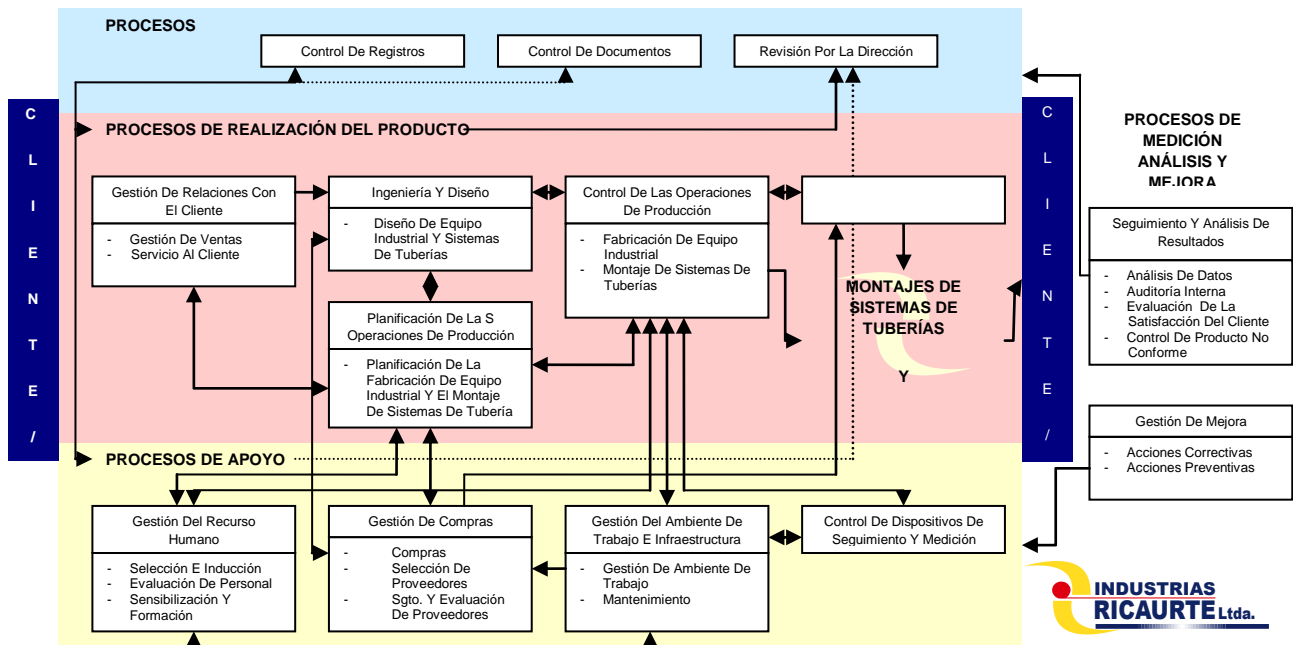 PROCESOS
Control De Registros
Control De Documentos
Revisión Por La Dirección
C
L
I
E
N
T
E
/
PROCESOS DE REALIZACIÓN DEL PRODUCTO
Gestión De Relaciones Con
El Cliente
- Gestión De Ventas
- Servicio Al Cliente
Ingeniería Y Diseño
- Diseño De Equipo
Industrial Y Sistemas
De Tuberías
Control De Las Operaciones
De Producción
- Fabricación De Equipo
Industrial
- Montaje De Sistemas De
Tuberías
MONTAJES DE
SISTEMAS DE
TUBERÍAS
Y
Planificación De La S
Operaciones De Producción
- Planificación De La
Fabricación De Equipo
Industrial Y El Montaje
De Sistemas De Tubería
PROCESOS DE APOYO
Gestión Del Recurso
Humano
- Selección E Inducción
- Evaluación De Personal
- Sensibilización Y
Formación
Gestión De Compras
- Compras
- Selección De
Proveedores
- Sgto. Y Evaluación
De Proveedores
Gestión Del Ambiente De
Trabajo E Infraestructura
- Gestión De Ambiente De
Trabajo
- Mantenimiento
Control De Dispositivos De
Seguimiento Y Medición
C
L
I
E
N
T
E
/
PROCESOS DE
MEDICIÓN
ANÁLISIS Y
MEJORA
Seguimiento Y Análisis De
Resultados
- Análisis De Datos
- Auditoría Interna
- Evaluación De La
Satisfacción Del Cliente
- Control De Producto No
Conforme
Gestión De Mejora
- Acciones Correctivas
- Acciones Preventivas
INDUSTRIAS
RICAURTE Ltda.